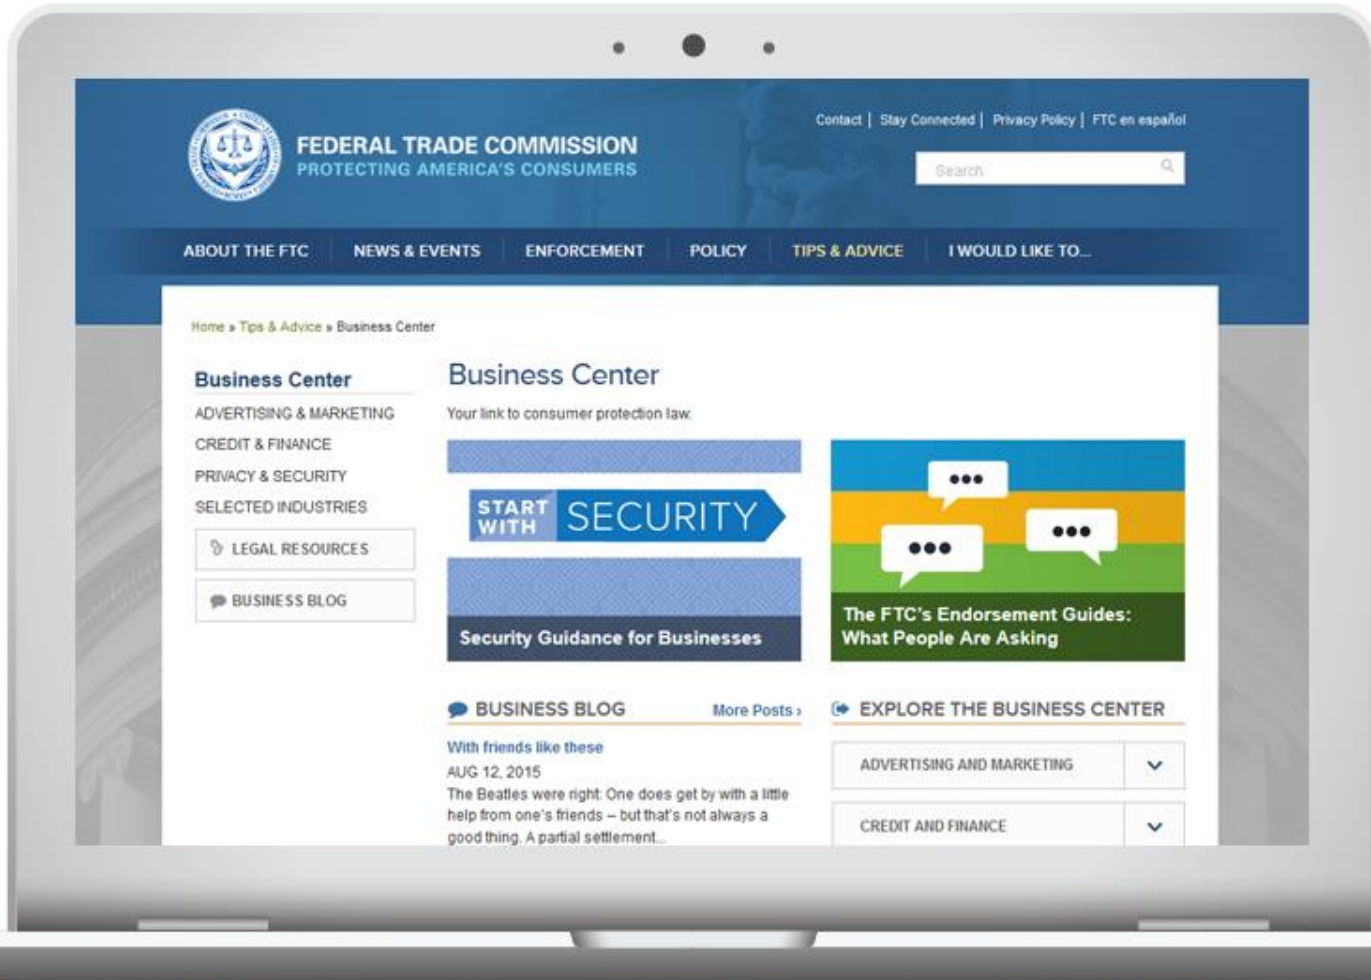 Contact | Stay Connected | Privacy Policy | FTC en español
FEDERAL TRADE COMMISSION
PROTECTING AMERICA'S CONSUMERS
Search
ABOUT THE FTC NEWS & EVENTS ENFORCEMENT POLICY TIPS & ADVICE I WOULD LIKE TO...
Home » Tips & Advice » Business Center
Business Center
ADVERTISING & MARKETING
CREDIT & FINANCE
PRIVACY & SECURITY
SELECTED INDUSTRIES
LEGAL RESOURCES
BUSINESS BLOG
Business Center
Your link to consumer protection law.
START
WITH
SECURITY
Security Guidance for Businesses
The FTC's Endorsement Guides:
What People Are Asking
BUSINESS BLOG More Posts ›
With friends like these
AUG 12, 2015
The Beatles were right: One does get by with a little
help from one's friends – but that's not always a
good thing. A partial settlement...
EXPLORE THE BUSINESS CENTER
ADVERTISING AND MARKETING
CREDIT AND FINANCE